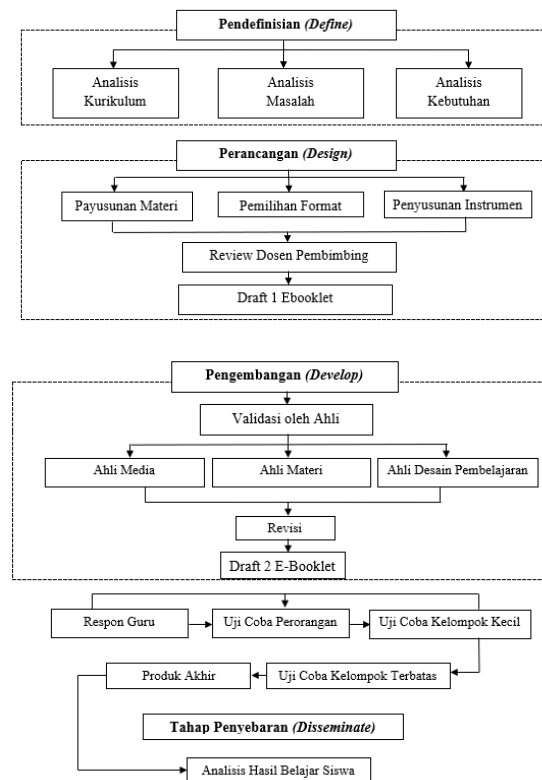 Pendefinisian (Define)
Analisis
Kurikulum
Analisis
Masalah
Analisis
Kebutuhan
Perancangan (Design)
Payusunan Materi
Pemilihan Format
Penyusunan Instrumen
Review Dosen Pembimbing
Draft 1 Ebooklet
Pengembangan (Develop)
Validasi oleh Ahli
Ahli Media
Ahli Materi
Ahli Desain Pembelajaran
Revisi
Draft 2 E-Booklet
Respon Guru
Uji Coba Perorangan
Uji Coba Kelompok Kecil
Produk Akhir
Uji Coba Kelompok Terbatas
Tahap Penyebaran (Disseminate)
Analisis Hasil Belajar Siswa